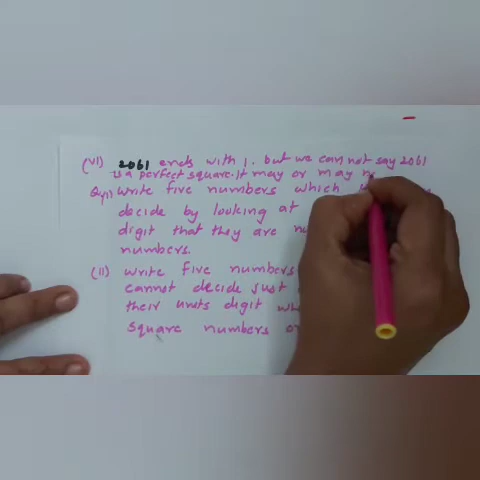 (VI) 2061 ends with 1. but we can not say 2061
is a perfect square. It may or may
Qn(1) write five numbers which
decide by looking at
digit that they are
numbers.
(II) write five numbers
cannot decide just
their units digit
square numbers